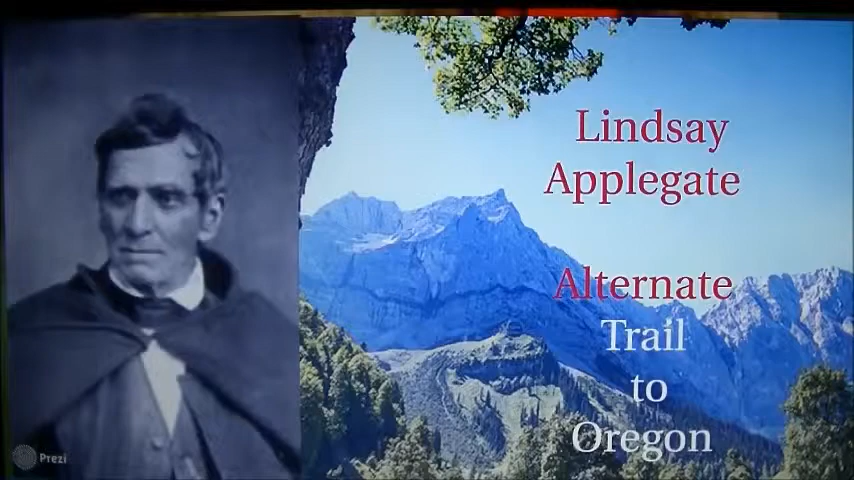 Lindsay
Applegate
Alternate
Trail
to
Oregon
Prezi